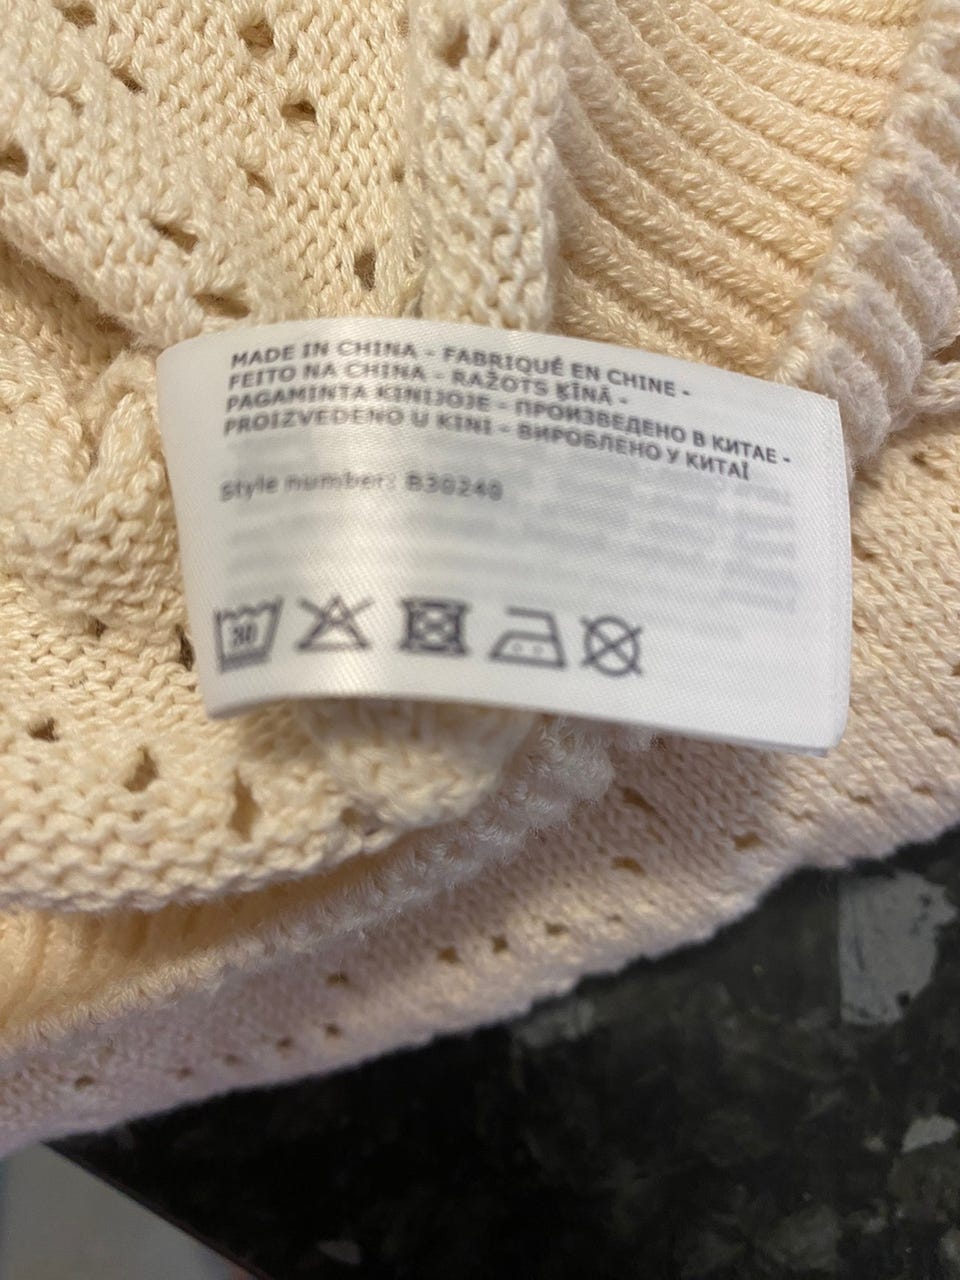 MADE IN CHINA - FABRIQUÉ EN CHINE -
FEITO NA CHINA - RAŽOTS ĶĪNĀ -
PAGAMINTA KINIJOJE - ПРОИЗВЕДЕНО В КИТАЕ -
PROIZVEDENO U KINI - ВИРОБЛЕНО У КИТАЇ
Style number: B30240
30